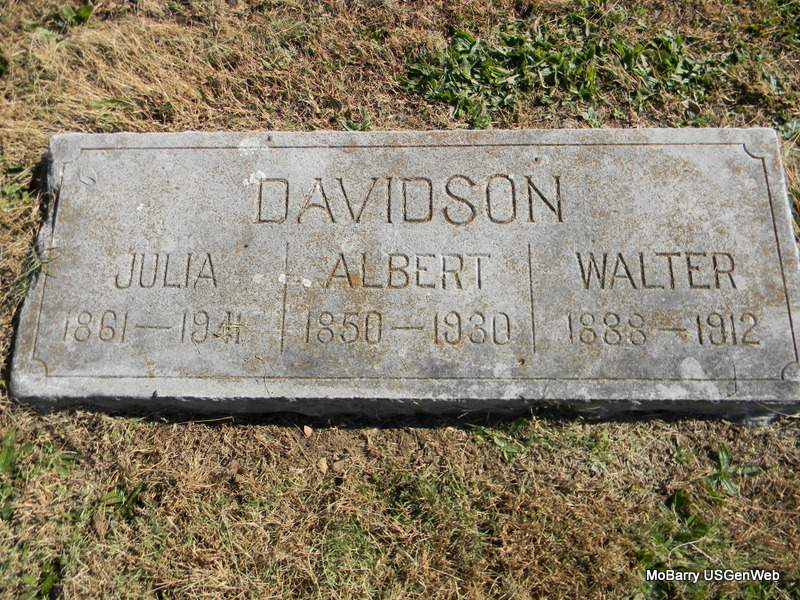 DAVIDSON
JULIA ALBERT WALTER
1861—1941 1850—1930 1888—1912
MoBarry USGenWeb